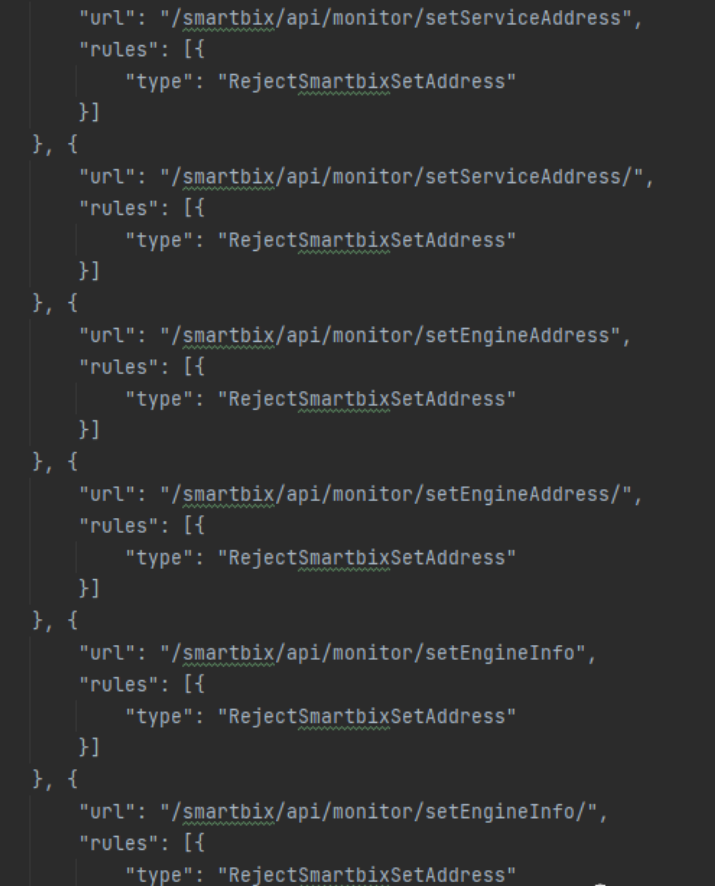 "url": "/smartbix/api/monitor/setServiceAddress",
"rules": [{
"type": "RejectSmartbixSetAddress"
}]
}, {
"url": "/smartbix/api/monitor/setServiceAddress/",
"rules": [{
"type": "RejectSmartbixSetAddress"
}]
}, {
"url": "/smartbix/api/monitor/setEngineAddress",
"rules": [{
"type": "RejectSmartbixSetAddress"
}]
}, {
"url": "/smartbix/api/monitor/setEngineAddress/",
"rules": [{
"type": "RejectSmartbixSetAddress"
}]
}, {
"url": "/smartbix/api/monitor/setEngineInfo",
"rules": [{
"type": "RejectSmartbixSetAddress"
}]
}, {
"url": "/smartbix/api/monitor/setEngineInfo/",
"rules": [{
"type": "RejectSmartbixSetAddress"